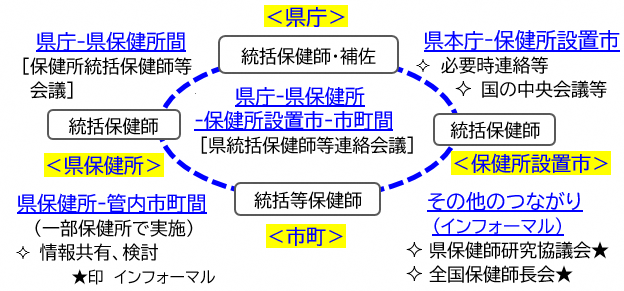 ＜県庁＞
県庁-県保健所間
［保健所統括保健師等
会議］
統括保健師・補佐
県本庁-保健所設置市
✧ 必要時連絡等
✧ 国の中央会議等
県庁-県保健所
-保健所設置市-市町間
［県統括保健師等連絡会議］
統括保健師
＜県保健所＞
統括保健師
＜保健所設置市＞
県保健所-管内市町間
（一部保健所で実施）
✧ 情報共有、検討
★印 インフォーマル
統括等保健師
＜市町＞
その他のつながり
（インフォーマル）
✧ 県保健師研究協議会★
✧ 全国保健師長会★